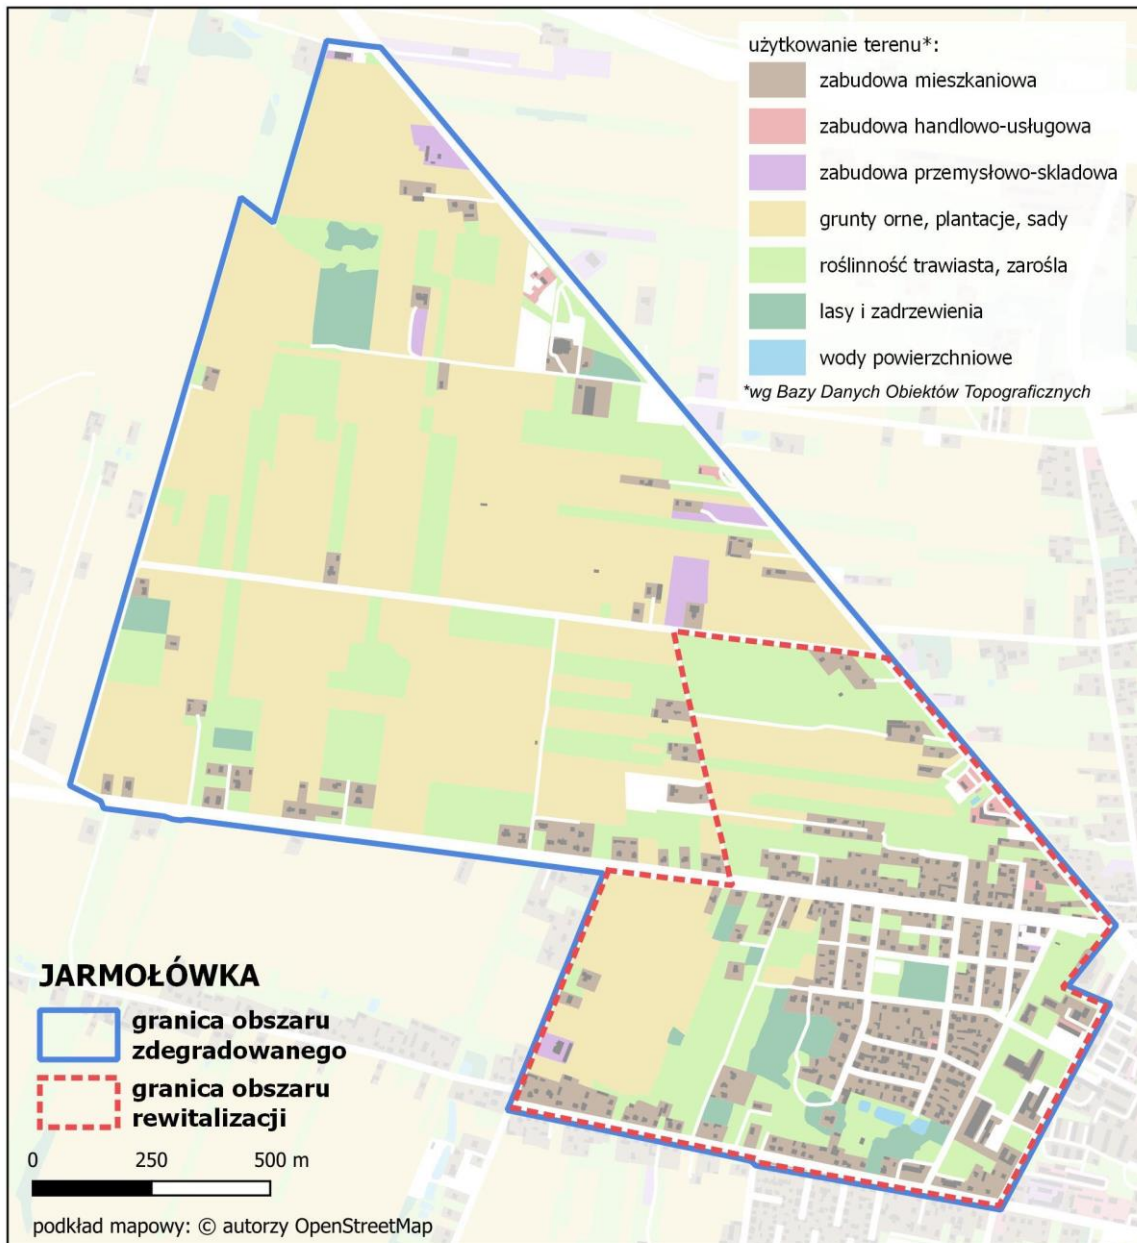 użytkowanie terenu*:
zabudowa mieszkaniowa
zabudowa handlowo-usługowa
zabudowa przemysłowo-skladowa
grunty orne, plantacje, sady
roślinność trawiasta, zarośla
lasy i zadrzewienia
wody powierzchniowe
*wg Bazy Danych Obiektów Topograficznych
JARMOŁÓWKA
granica obszaru
zdegradowanego
granica obszaru
rewitalizacji
0 250 500 m
podkład mapowy: © autorzy OpenStreetMap